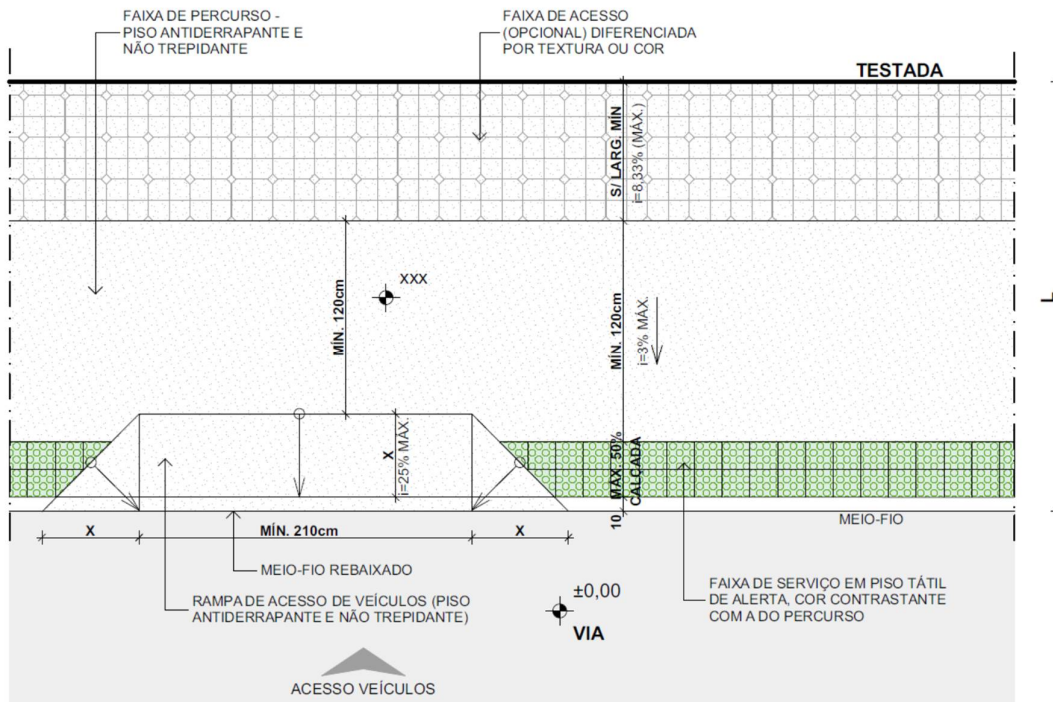 FAIXA DE PERCURSO -
PISO ANTIDERRAPANTE E
NÃO TREPIDANTE
FAIXA DE ACESSO
(OPCIONAL) DIFERENCIADA
POR TEXTURA OU COR
TESTADA
S/ LARG. MÍN
i=8,33% (MÁX.)
XXX
MÍN. 120cm
MÍN. 120cm
i=3% MÁX.
L
X
i=25% MÁX.
MÁX. 50%
CALÇADA
10
X
MÍN. 210cm
X
MEIO-FIO
MEIO-FIO REBAIXADO
RAMPA DE ACESSO DE VEÍCULOS (PISO
ANTIDERRAPANTE E NÃO TREPIDANTE)
±0,00
VIA
FAIXA DE SERVIÇO EM PISO TÁTIL
DE ALERTA, COR CONTRASTANTE
COM A DO PERCURSO
ACESSO VEÍCULOS